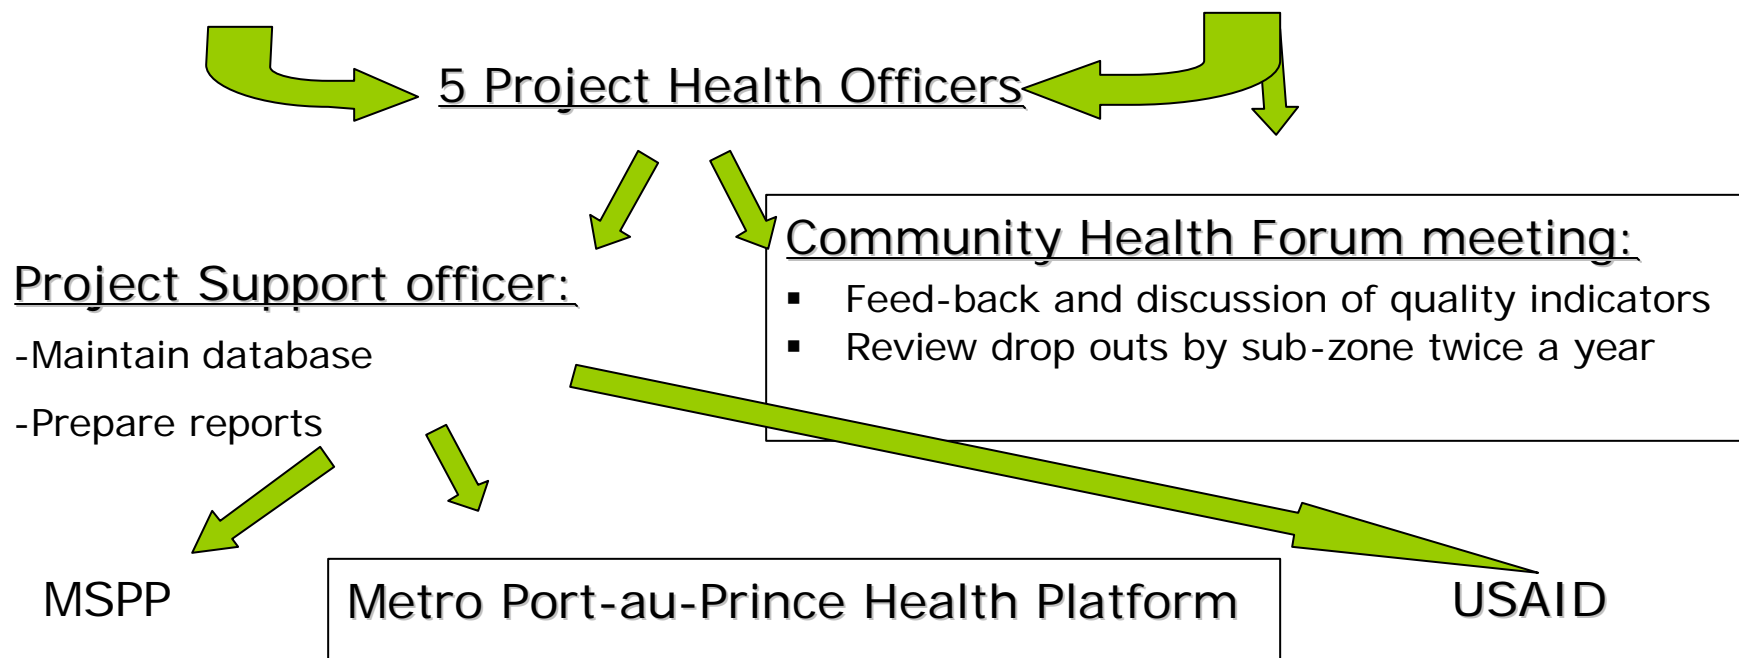 5 Project Health Officers
Community Health Forum meeting:
▪ Feed-back and discussion of quality indicators
▪ Review drop outs by sub-zone twice a year
Project Support officer:
-Maintain database
-Prepare reports
MSPP
Metro Port-au-Prince Health Platform
USAID